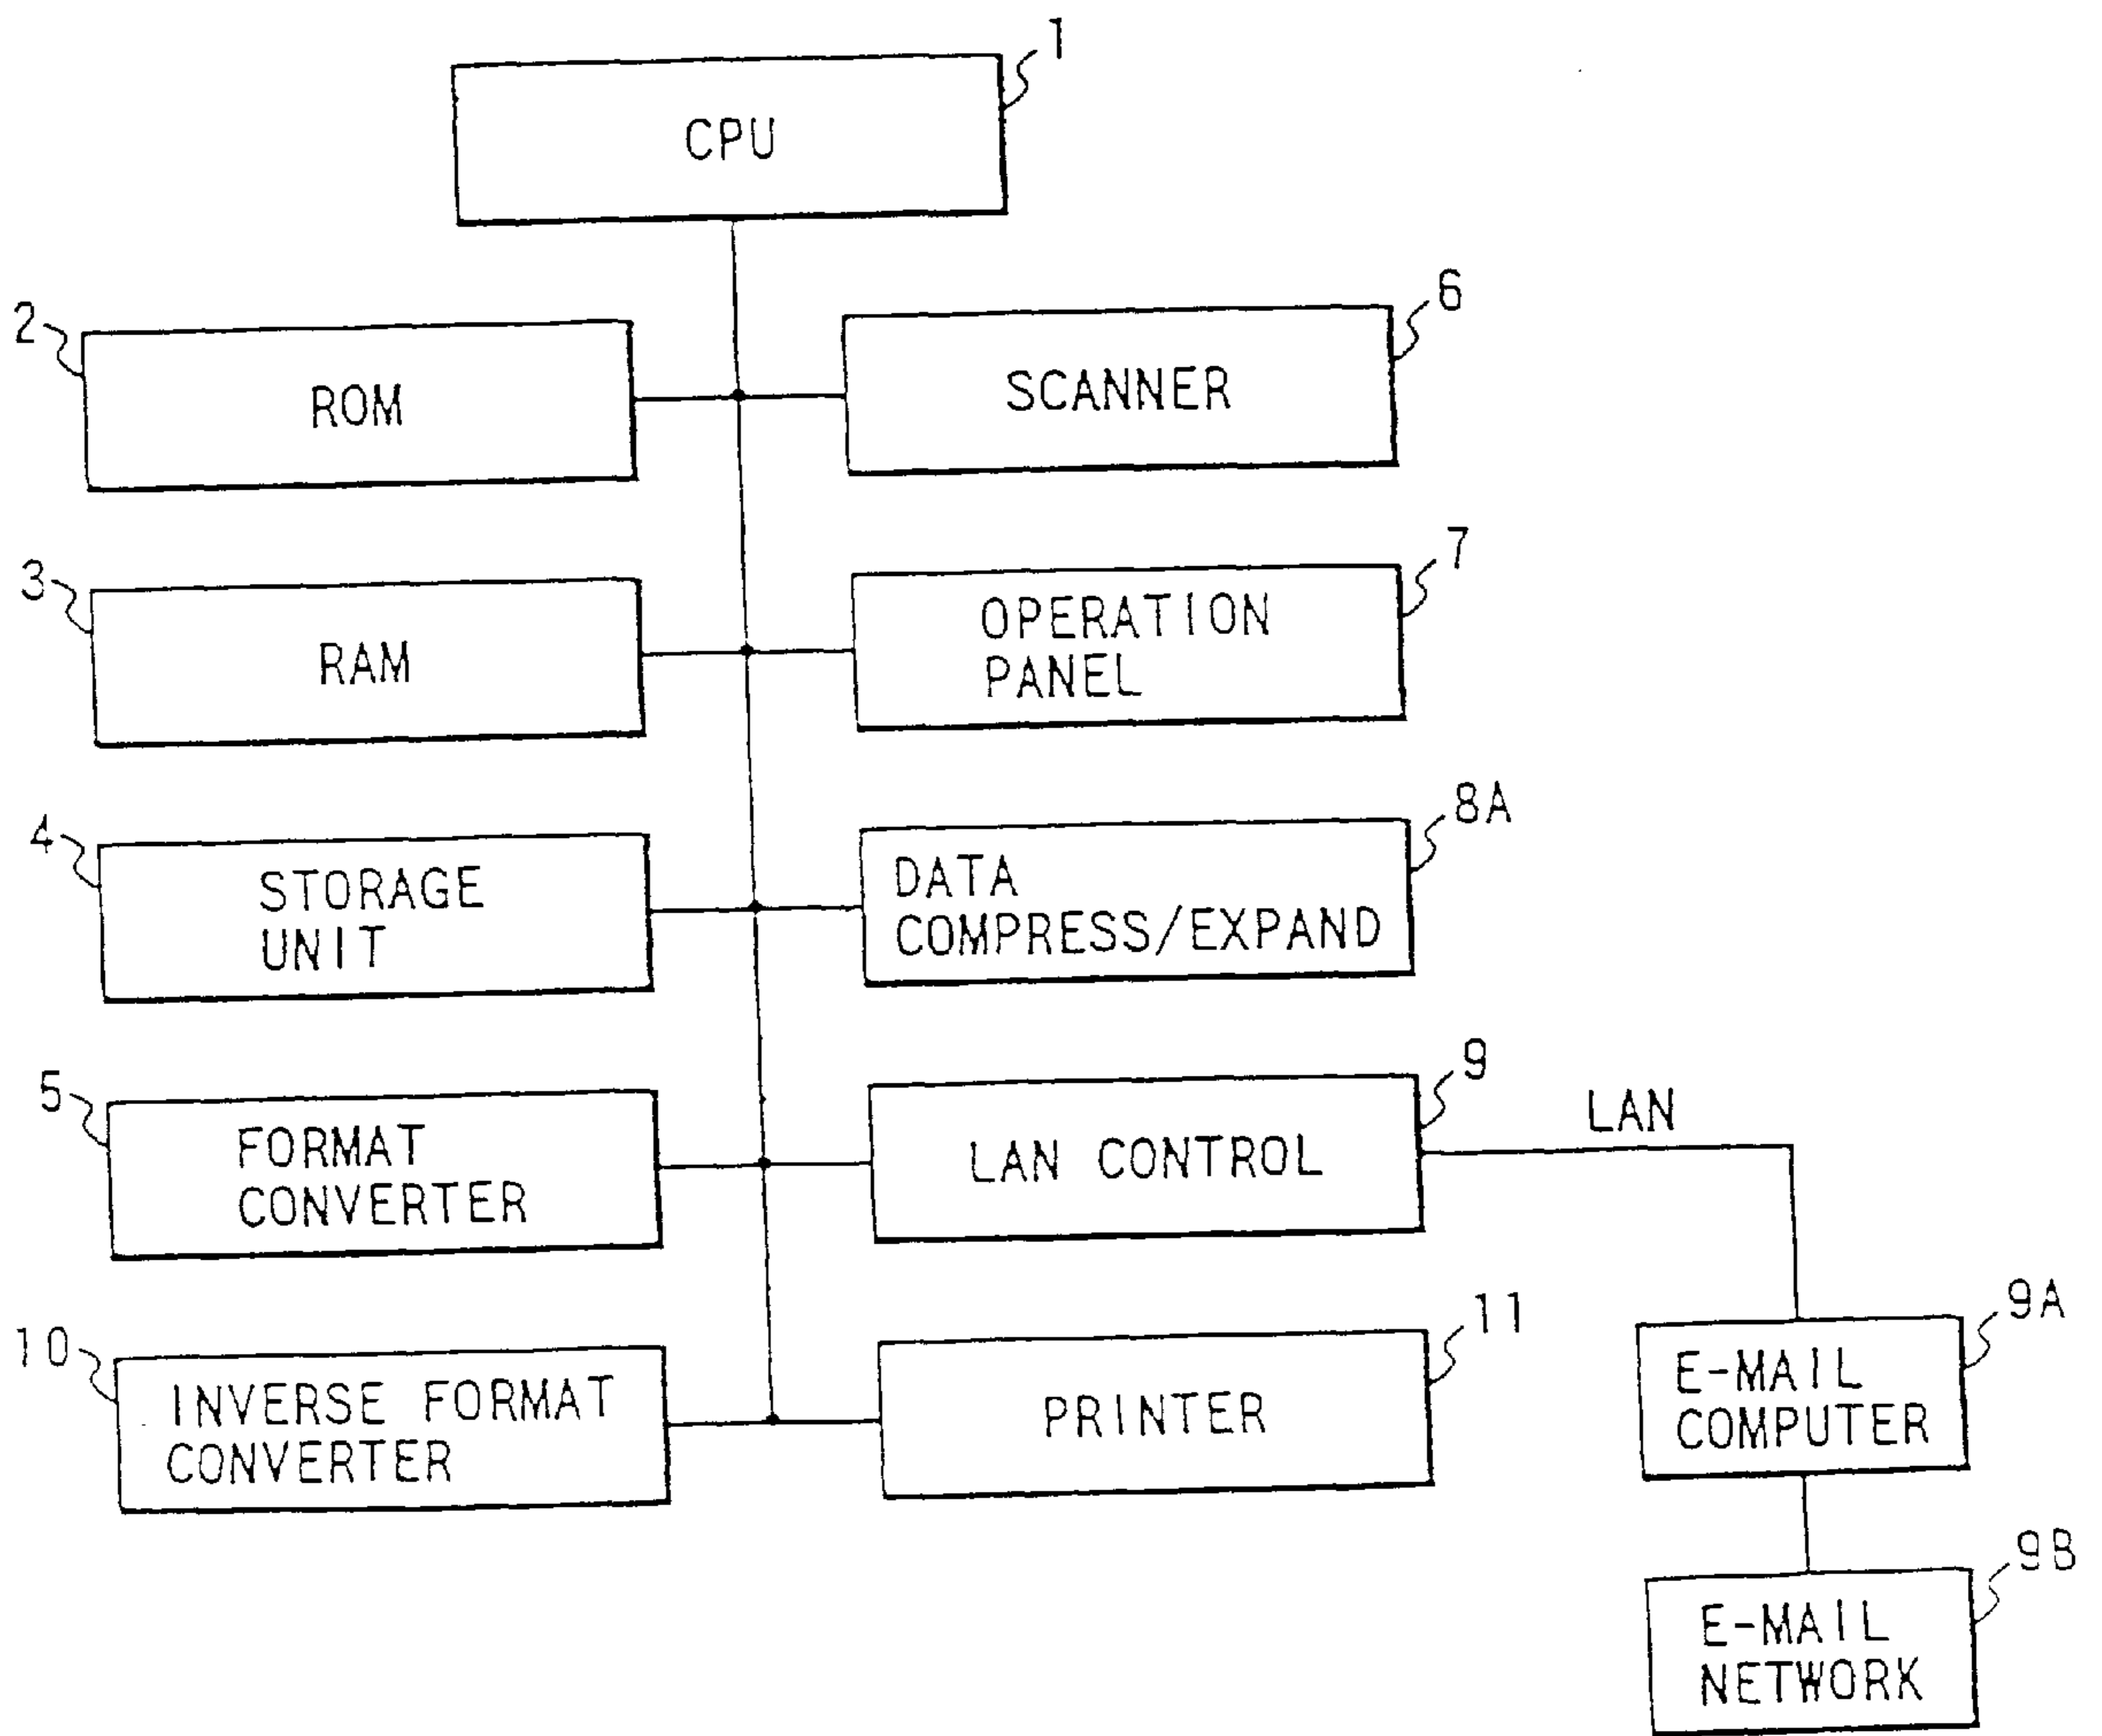 1
CPU
2
ROM
6
SCANNER
3
RAM
7
OPERATION
PANEL
4
STORAGE
UNIT
8A
DATA
COMPRESS/EXPAND
5
FORMAT
CONVERTER
9
LAN CONTROL
LAN
10
INVERSE FORMAT
CONVERTER
11
PRINTER
9A
E-MAIL
COMPUTER
9B
E-MAIL
NETWORK